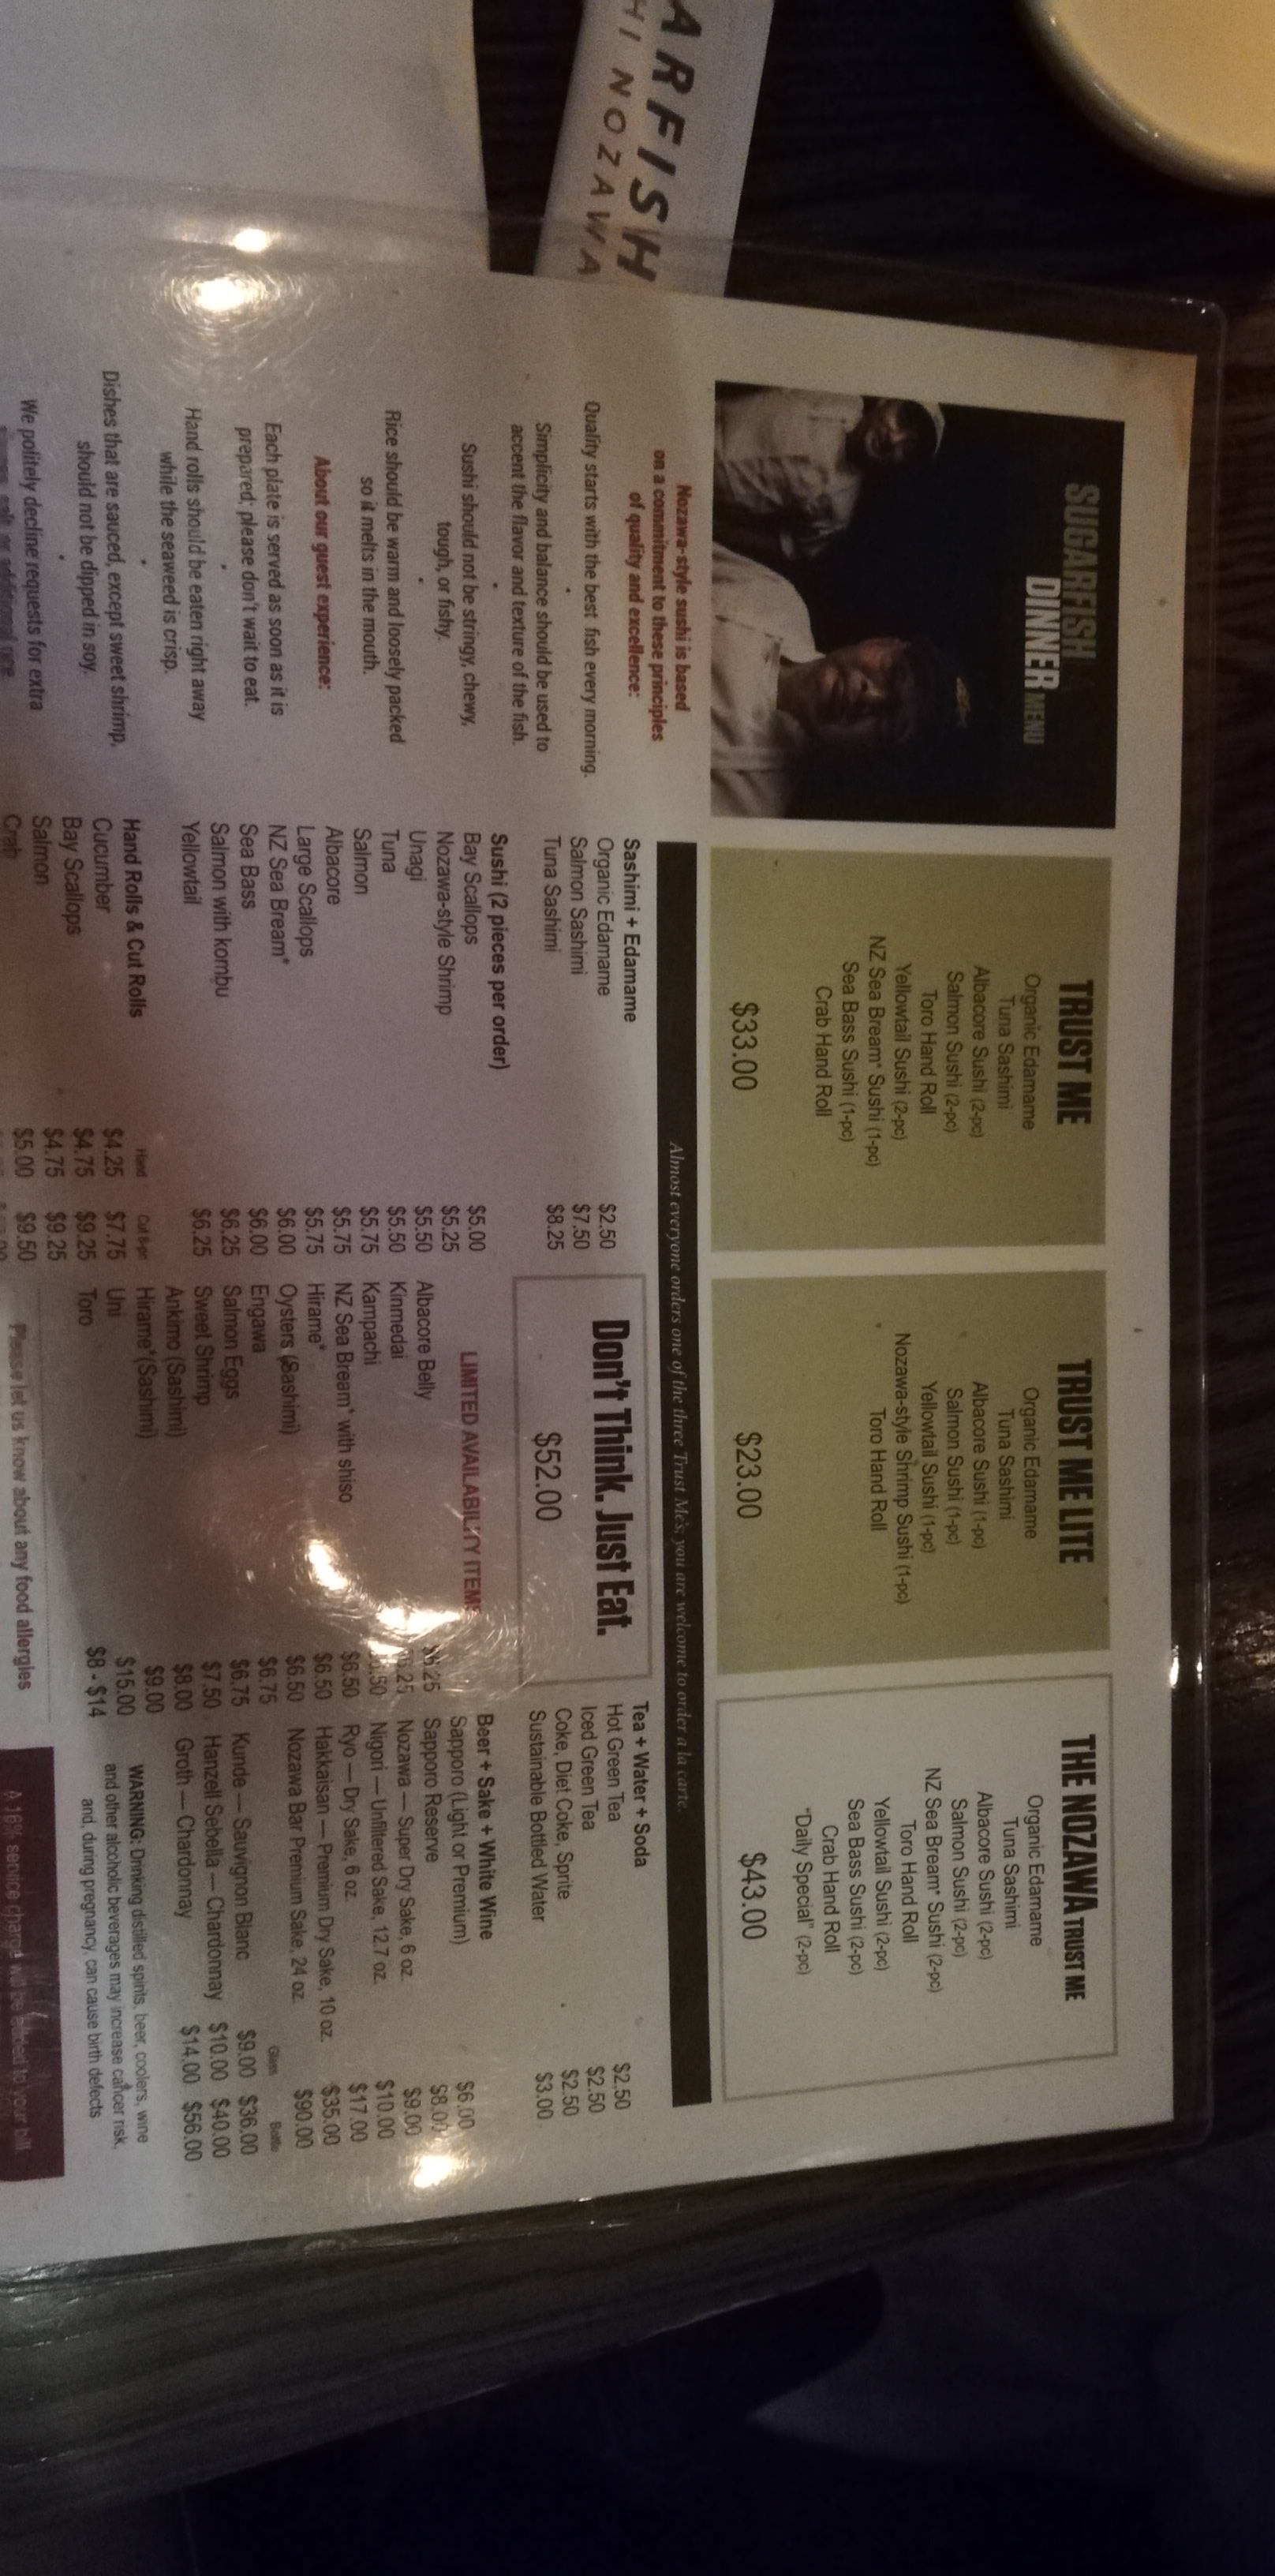 ARFISH
HI NOZAWA
SUGARFISH
DINNER MENU
TRUST ME
Organic Edamame
Tuna Sashimi
Albacore Sushi (2-pc)
Salmon Sushi (2-pc)
Toro Hand Roll
Yellowtail Sushi (2-pc)
NZ Sea Bream* Sushi (1-pc)
Sea Bass Sushi (1-pc)
Crab Hand Roll
$33.00
TRUST ME LITE
Organic Edamame
Tuna Sashimi
Albacore Sushi (1-pc)
Salmon Sushi (1-pc)
Yellowtail Sushi (1-pc)
Nozawa-style Shrimp Sushi (1-pc)
Toro Hand Roll
$23.00
THE NOZAWA TRUST ME
Organic Edamame
Tuna Sashimi
Albacore Sushi (2-pc)
Salmon Sushi (2-pc)
NZ Sea Bream* Sushi (2-pc)
Toro Hand Roll
Yellowtail Sushi (2-pc)
Sea Bass Sushi (2-pc)
Crab Hand Roll
"Daily Special" (2-pc)
$43.00
Almost everyone orders one of the three Trust Me's; you are welcome to order a la carte.
Nozawa-style sushi is based
on a commitment to these principles
of quality and excellence:
Quality starts with the best fish every morning.
Simplicity and balance should be used to
accent the flavor and texture of the fish.
Sushi should not be stringy, chewy,
tough, or fishy.
Rice should be warm and loosely packed
so it melts in the mouth.
About our guest experience:
Each plate is served as soon as it is
prepared; please don't wait to eat.
Hand rolls should be eaten right away
while the seaweed is crisp.
Dishes that are sauced, except sweet shrimp,
should not be dipped in soy.
We politely decline requests for extra
Sashimi + Edamame
Organic Edamame $2.50
Salmon Sashimi $7.50
Tuna Sashimi $8.25
Sushi (2 pieces per order)
Bay Scallops $5.00
Nozawa-style Shrimp $5.25
Unagi $5.50
Tuna $5.50
Salmon $5.75
Albacore $5.75
Large Scallops $5.75
NZ Sea Bream* $6.00
Sea Bass $6.00
Salmon with kombu $6.25
Yellowtail $6.25
Hand Rolls & Cut Rolls Hand Cut 8-pc
Cucumber $4.25 $7.75
Bay Scallops $4.75 $9.25
Salmon $4.75 $9.25
Crab $5.00 $9.50
Don't Think. Just Eat.
$52.00
LIMITED AVAILABILITY ITEMS
Albacore Belly
Kinmedai
Kampachi
NZ Sea Bream* with shiso $6.50
Hirame* $6.50
Oysters (Sashimi) $6.50
Engawa $6.75
Salmon Eggs $6.75
Sweet Shrimp $7.50
Ankimo (Sashimi) $8.00
Hirame*(Sashimi) $9.00
Uni $15.00
Toro $8 - $14
Please let us know about any food allergies
Tea + Water + Soda
Hot Green Tea $2.50
Iced Green Tea $2.50
Coke, Diet Coke, Sprite $2.50
Sustainable Bottled Water $3.00
Beer + Sake + White Wine
Sapporo (Light or Premium) $6.00
Sapporo Reserve $8.00
Nozawa — Super Dry Sake, 6 oz. $9.00
Nigori — Unfiltered Sake, 12.7 oz. $10.00
Ryo — Dry Sake, 6 oz. $17.00
Hakkaisan — Premium Dry Sake, 10 oz. $35.00
Nozawa Bar Premium Sake, 24 oz. $90.00
Glass Bottle
Kunde — Sauvignon Blanc $9.00 $36.00
Hanzell Sebella — Chardonnay $10.00 $40.00
Groth — Chardonnay $14.00 $56.00
WARNING: Drinking distilled spirits, beer, coolers, wine
and other alcoholic beverages may increase cancer risk,
and, during pregnancy, can cause birth defects
A 16% service charge will be added to your bill.